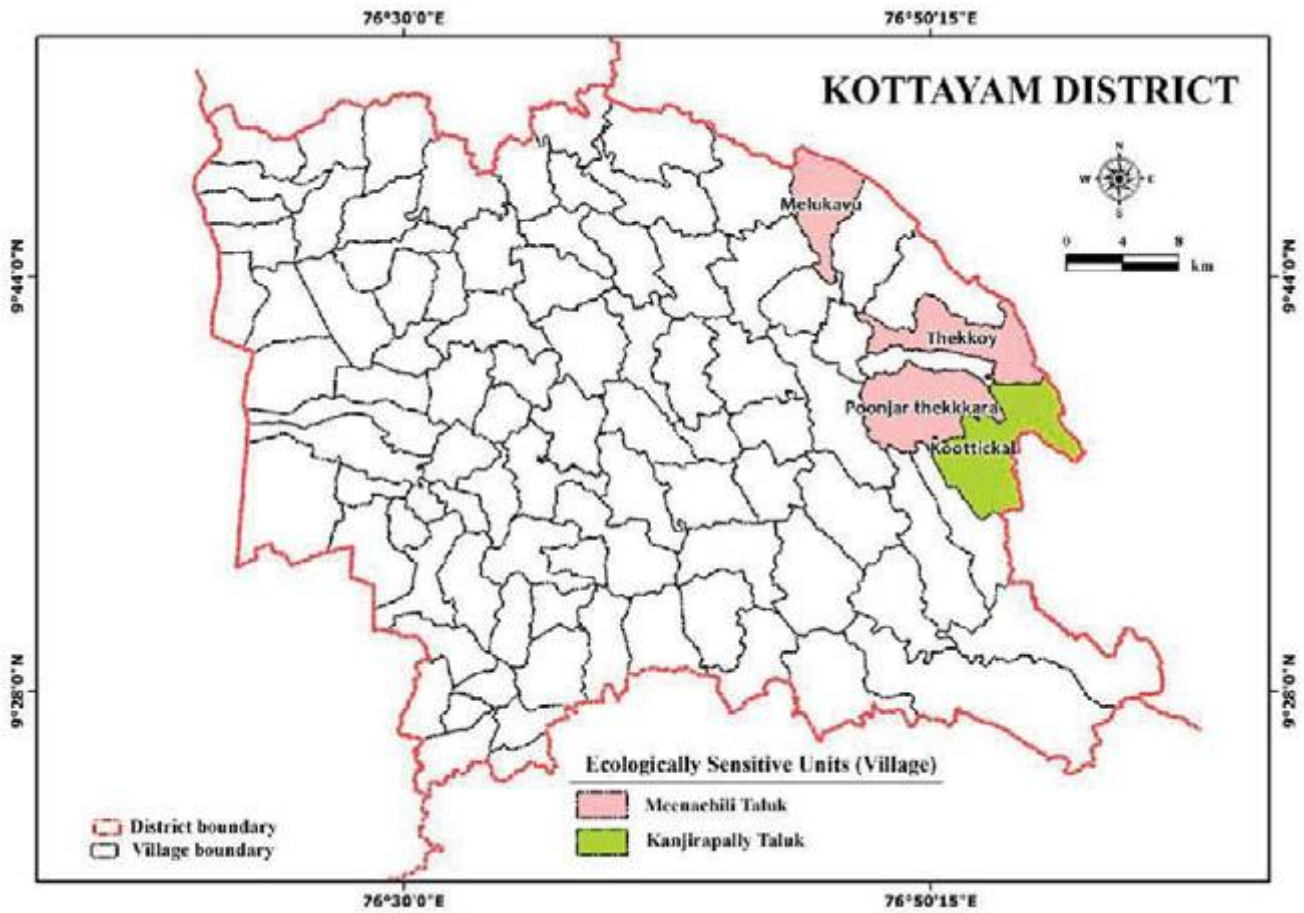 76°30'0"E
76°50'15"E
KOTTAYAM DISTRICT
N
W
E
S
Melukavu
0 4 8
km
9°44'0"N
9°44'0"N
Thekkoy
Poonjar thekkkara
Koottickal
9°28'0"N
9°28'0"N
Ecologically Sensitive Units (Village)
Meenachili Taluk
Kanjirapally Taluk
District boundary
Village boundary
76°30'0"E
76°50'15"E